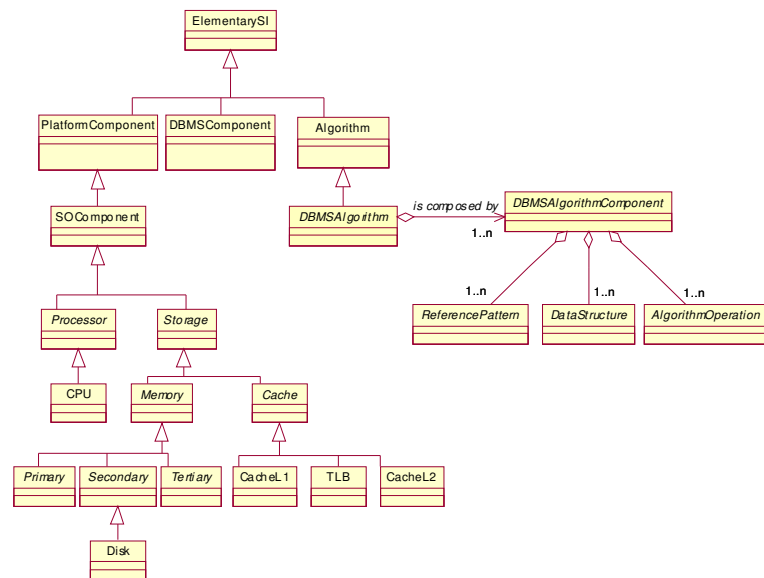 ElementarySI
PlatformComponent
DBMSComponent
Algorithm
SOComponent
DBMSAlgorithm
is composed by
1..n
DBMSAlgorithmComponent
1..n
1..n
1..n
ReferencePattern
DataStructure
AlgorithmOperation
Processor
Storage
CPU
Memory
Cache
Primary
Secondary
Tertiary
CacheL1
TLB
CacheL2
Disk